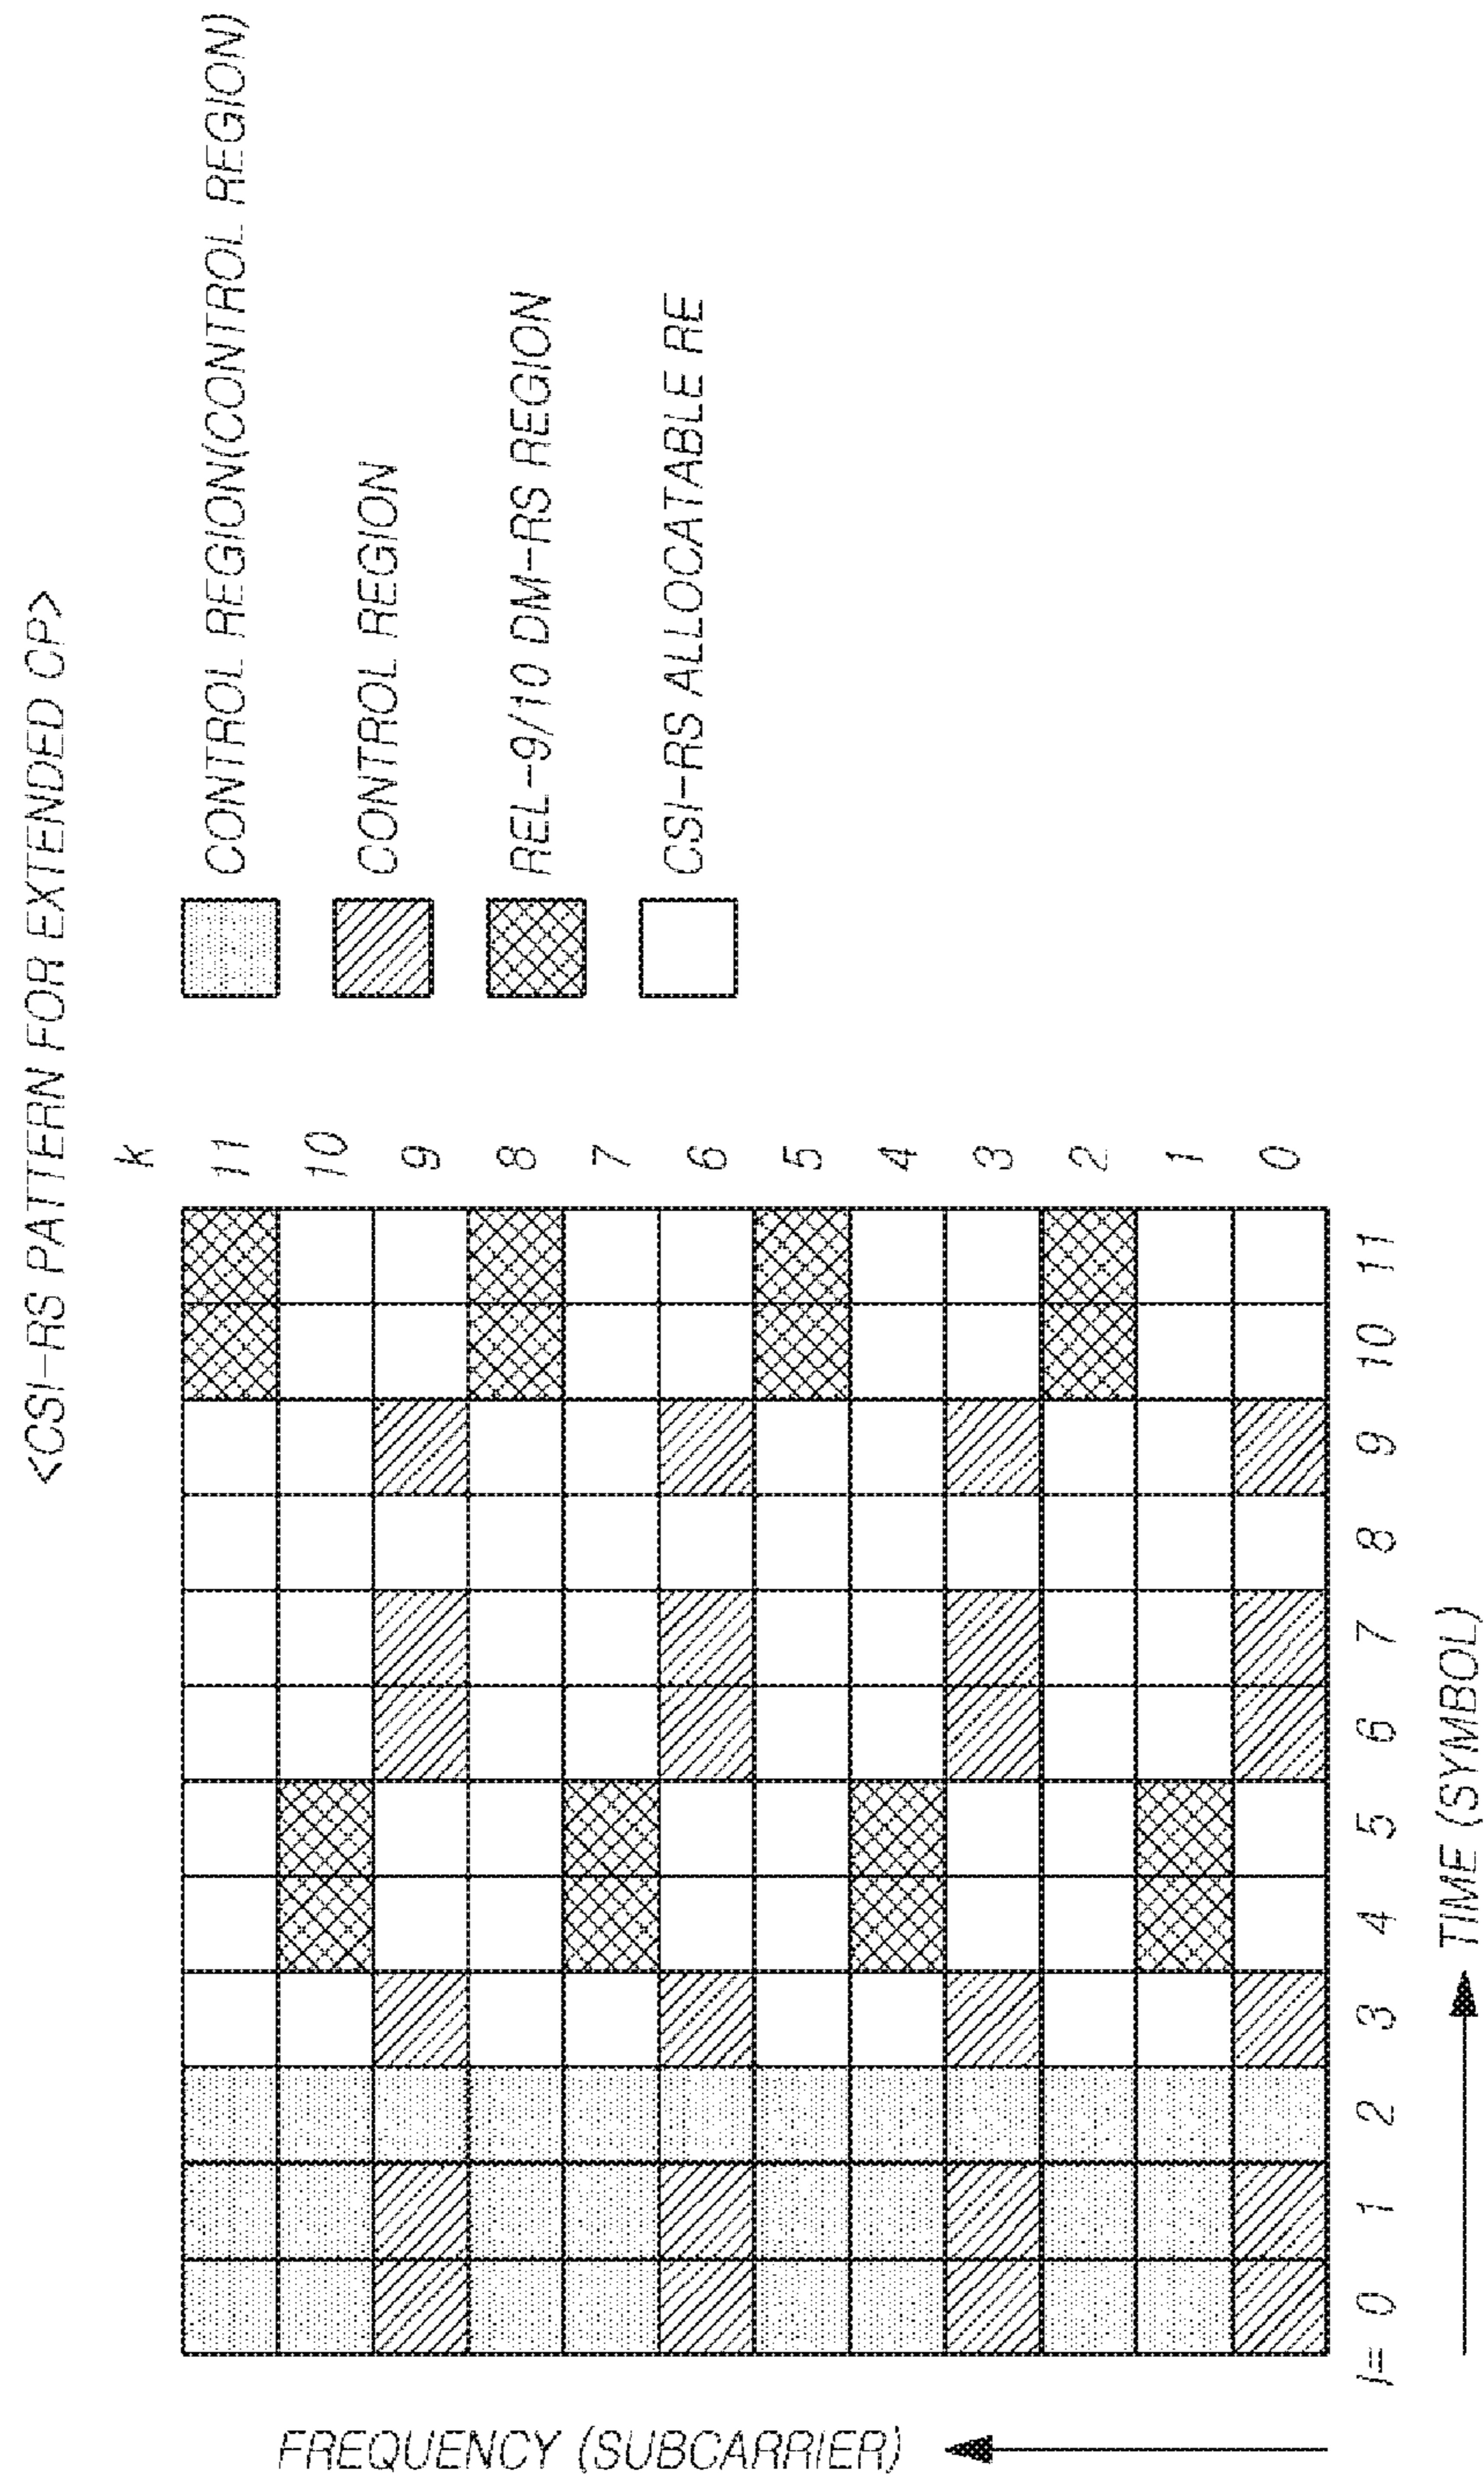 <CSI-RS PATTERN FOR EXTENDED CP>
CONTROL REGION(CONTROL REGION)
CONTROL REGION
REL-9/10 DM-RS REGION
CSI-RS ALLOCATABLE RE
k
11
10
9
8
7
6
5
4
3
2
1
0
FREQUENCY (SUBCARRIER)
l= 0 1 2 3 4 5 6 7 8 9 10 11
TIME (SYMBOL)